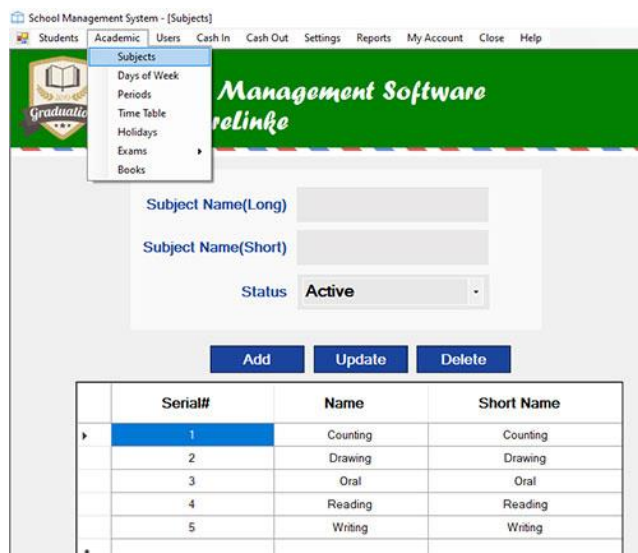 School Management System - [Subjects]
Students Academic Users Cash In Cash Out Settings Reports My Account Close Help
Subjects
Days of Week
Periods
Time Table
Holidays
Exams
Books
Management Software
Subject Name(Long)
Subject Name(Short)
Status Active
Add Update Delete
Serial# Name Short Name
1 Counting Counting
2 Drawing Drawing
3 Oral Oral
4 Reading Reading
5 Writing Writing